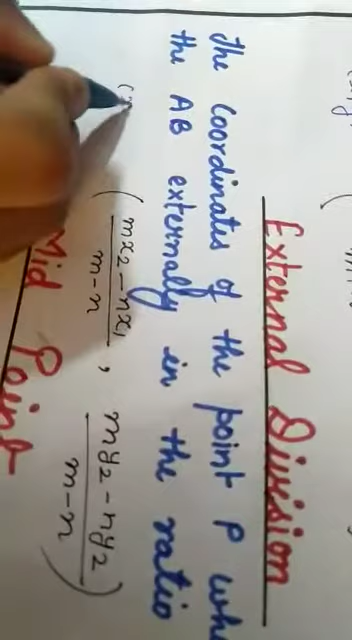 External Division
The Coordinates of the point P
the AB externally in the ratio
(mx₂-nx₁/m-n, my₂-ny₂/m-n)
Mid Point